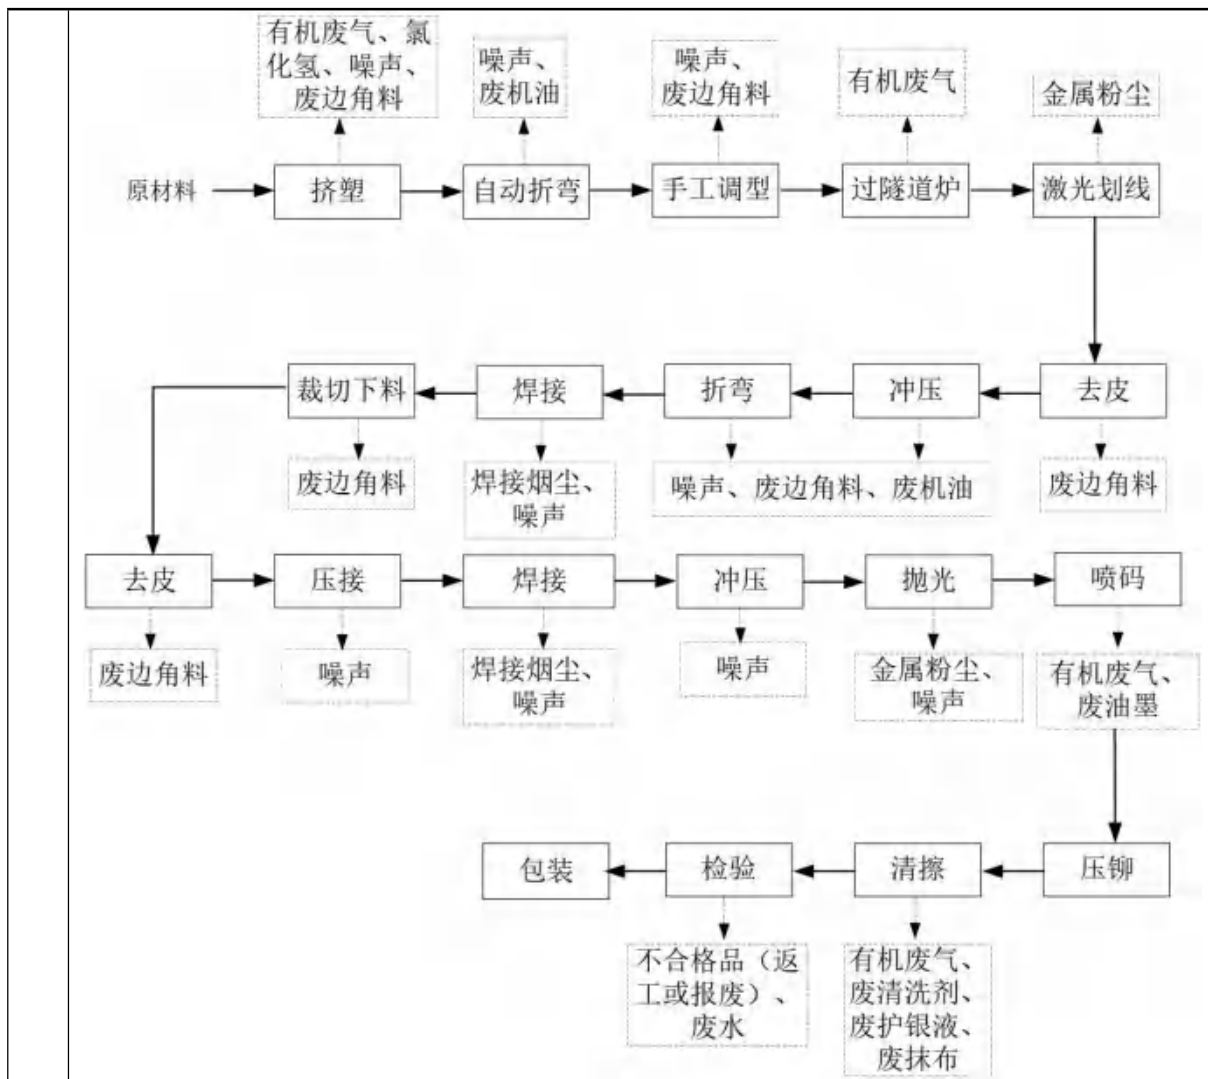 有机废气、氯
化氢、噪声、
废边角料
噪声、
废机油
噪声、
废边角料
有机废气
金属粉尘
原材料
挤塑
自动折弯
手工调型
过隧道炉
激光划线
裁切下料
焊接
折弯
冲压
去皮
废边角料
焊接烟尘、
噪声
噪声、废边角料、废机油
废边角料
去皮
压接
焊接
冲压
抛光
喷码
废边角料
噪声
焊接烟尘、
噪声
噪声
金属粉尘、
噪声
有机废气、
废油墨
包装
检验
清擦
压铆
不合格品（返
工或报废）、
废水
有机废气、
废清洗剂、
废护银液、
废抹布